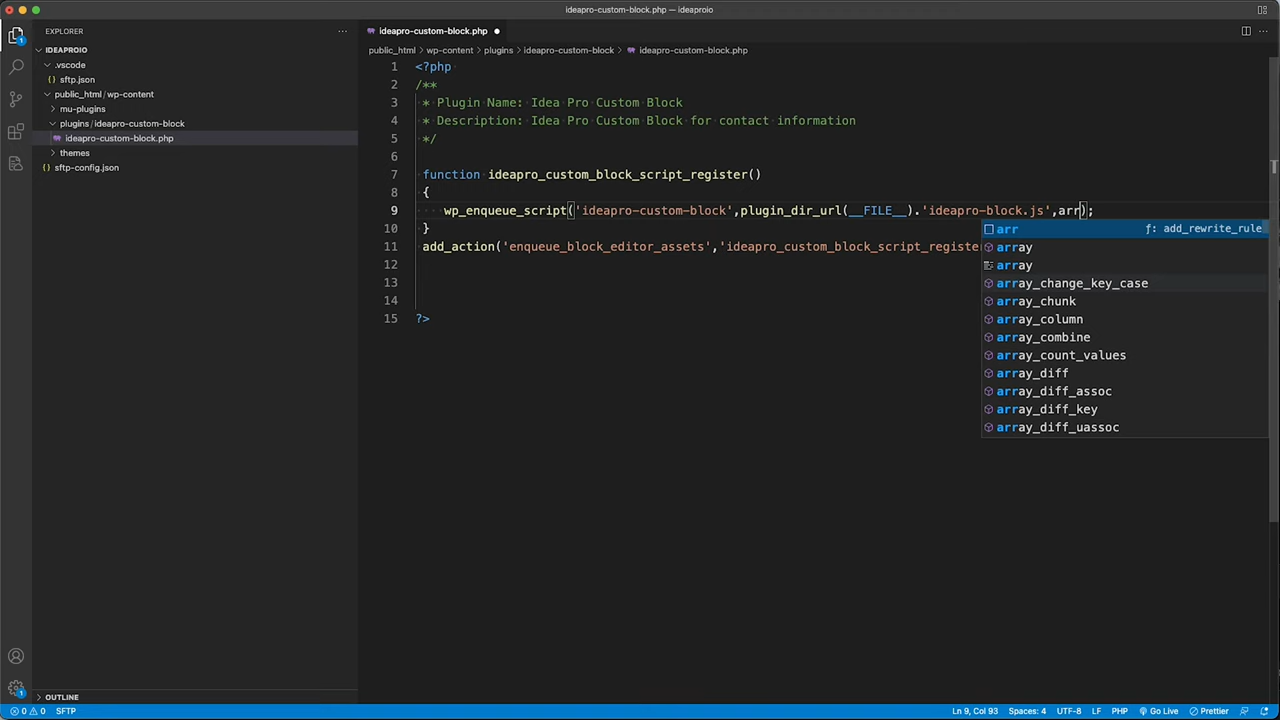 ideapro-custom-block.php — ideaproio
EXPLORER
ideapro-custom-block.php
IDEAPROIO
public_html > wp-content > plugins > ideapro-custom-block > ideapro-custom-block.php
.vscode
sftp.json
public_html / wp-content
mu-plugins
plugins / ideapro-custom-block
ideapro-custom-block.php
themes
sftp-config.json
1 <?php
2 /**
3 * Plugin Name: Idea Pro Custom Block
4 * Description: Idea Pro Custom Block for contact information
5 */
6
7 function ideapro_custom_block_script_register()
8 {
9 wp_enqueue_script('ideapro-custom-block',plugin_dir_url(__FILE__).'ideapro-block.js',arr);
10 }
11 add_action('enqueue_block_editor_assets','ideapro_custom_block_script_registe
12
13
14
15 ?>
arr ƒ: add_rewrite_rule
array
array
array_change_key_case
array_chunk
array_column
array_combine
array_count_values
array_diff
array_diff_assoc
array_diff_key
array_diff_uassoc
OUTLINE
0 0 SFTP Ln 9, Col 93 Spaces: 4 UTF-8 LF PHP Go Live Prettier